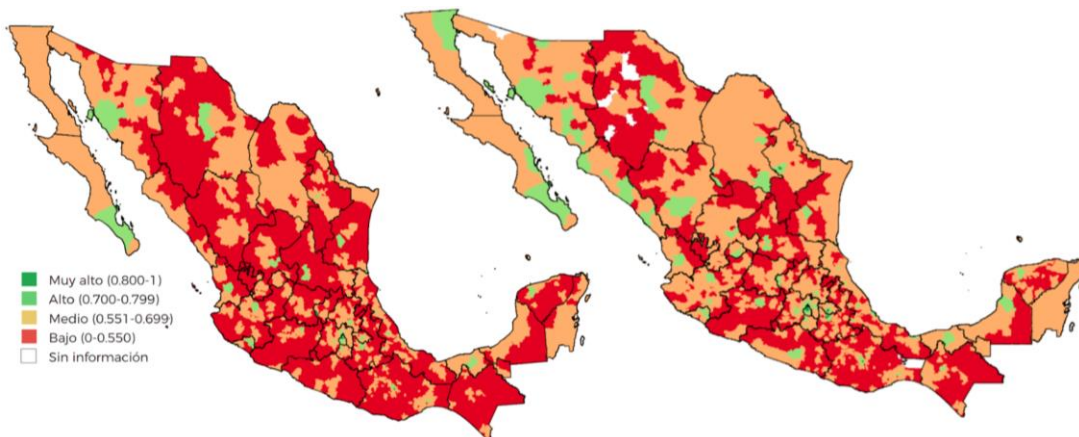 Muy alto (0.800-1)
Alto (0.700-0.799)
Medio (0.551-0.699)
Bajo (0-0.550)
Sin información